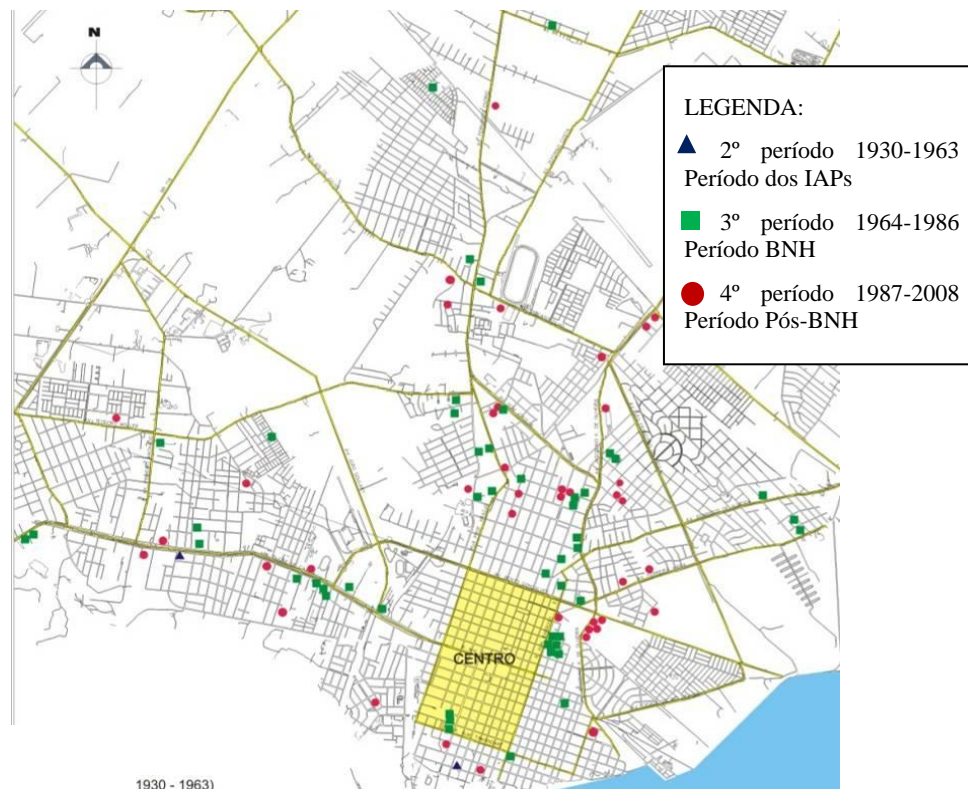 N
LEGENDA:
2º período 1930-1963
Período dos IAPs
3º período 1964-1986
Período BNH
4º período 1987-2008
Período Pós-BNH
CENTRO
1930 - 1963)